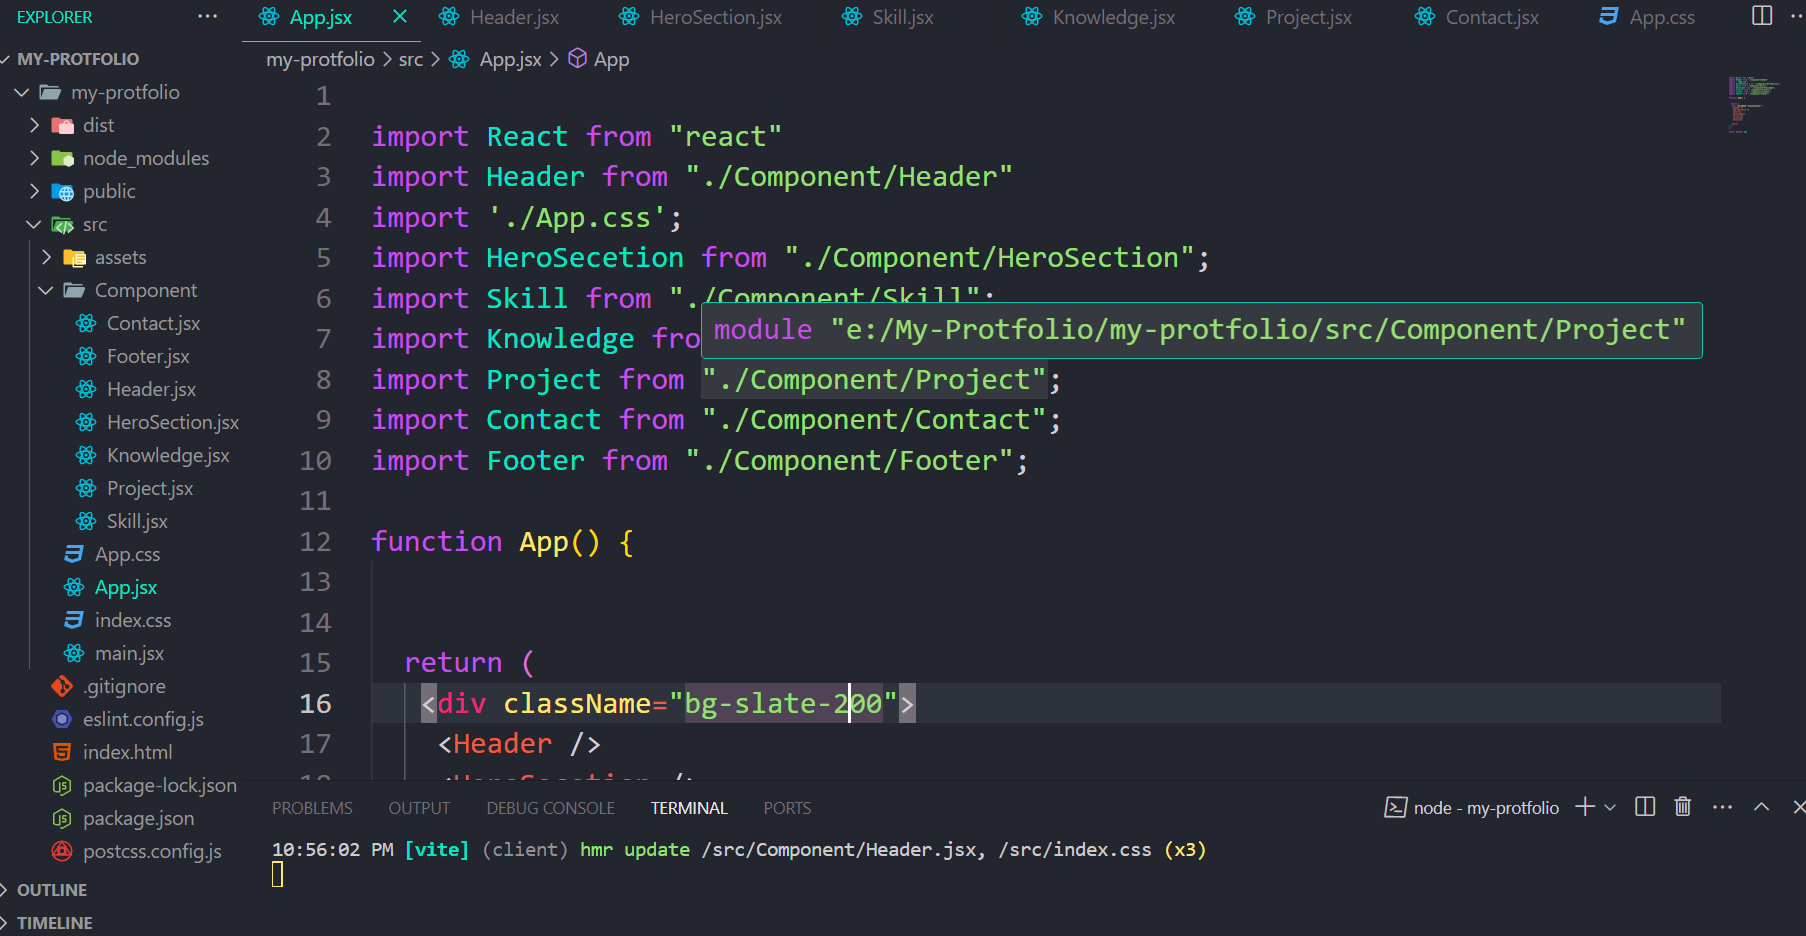 EXPLORER
App.jsx
Header.jsx
HeroSection.jsx
Skill.jsx
Knowledge.jsx
Project.jsx
Contact.jsx
App.css
MY-PROTFOLIO
my-protfolio
dist
node_modules
public
src
assets
Component
Contact.jsx
Footer.jsx
Header.jsx
HeroSection.jsx
Knowledge.jsx
Project.jsx
Skill.jsx
App.css
App.jsx
index.css
main.jsx
.gitignore
eslint.config.js
index.html
package-lock.json
package.json
postcss.config.js
OUTLINE
TIMELINE
my-protfolio > src > App.jsx > App
1
2 import React from "react"
3 import Header from "./Component/Header"
4 import './App.css';
5 import HeroSecetion from "./Component/HeroSection";
6 import Skill from "./Component/Skill";
7 import Knowledge fro
module "e:/My-Protfolio/my-protfolio/src/Component/Project"
8 import Project from "./Component/Project";
9 import Contact from "./Component/Contact";
10 import Footer from "./Component/Footer";
11
12 function App() {
13
14
15 return (
16 <div className="bg-slate-200">
17 <Header />
18 <HeroSecetion />
PROBLEMS OUTPUT DEBUG CONSOLE TERMINAL PORTS
node - my-protfolio
10:56:02 PM [vite] (client) hmr update /src/Component/Header.jsx, /src/index.css (x3)